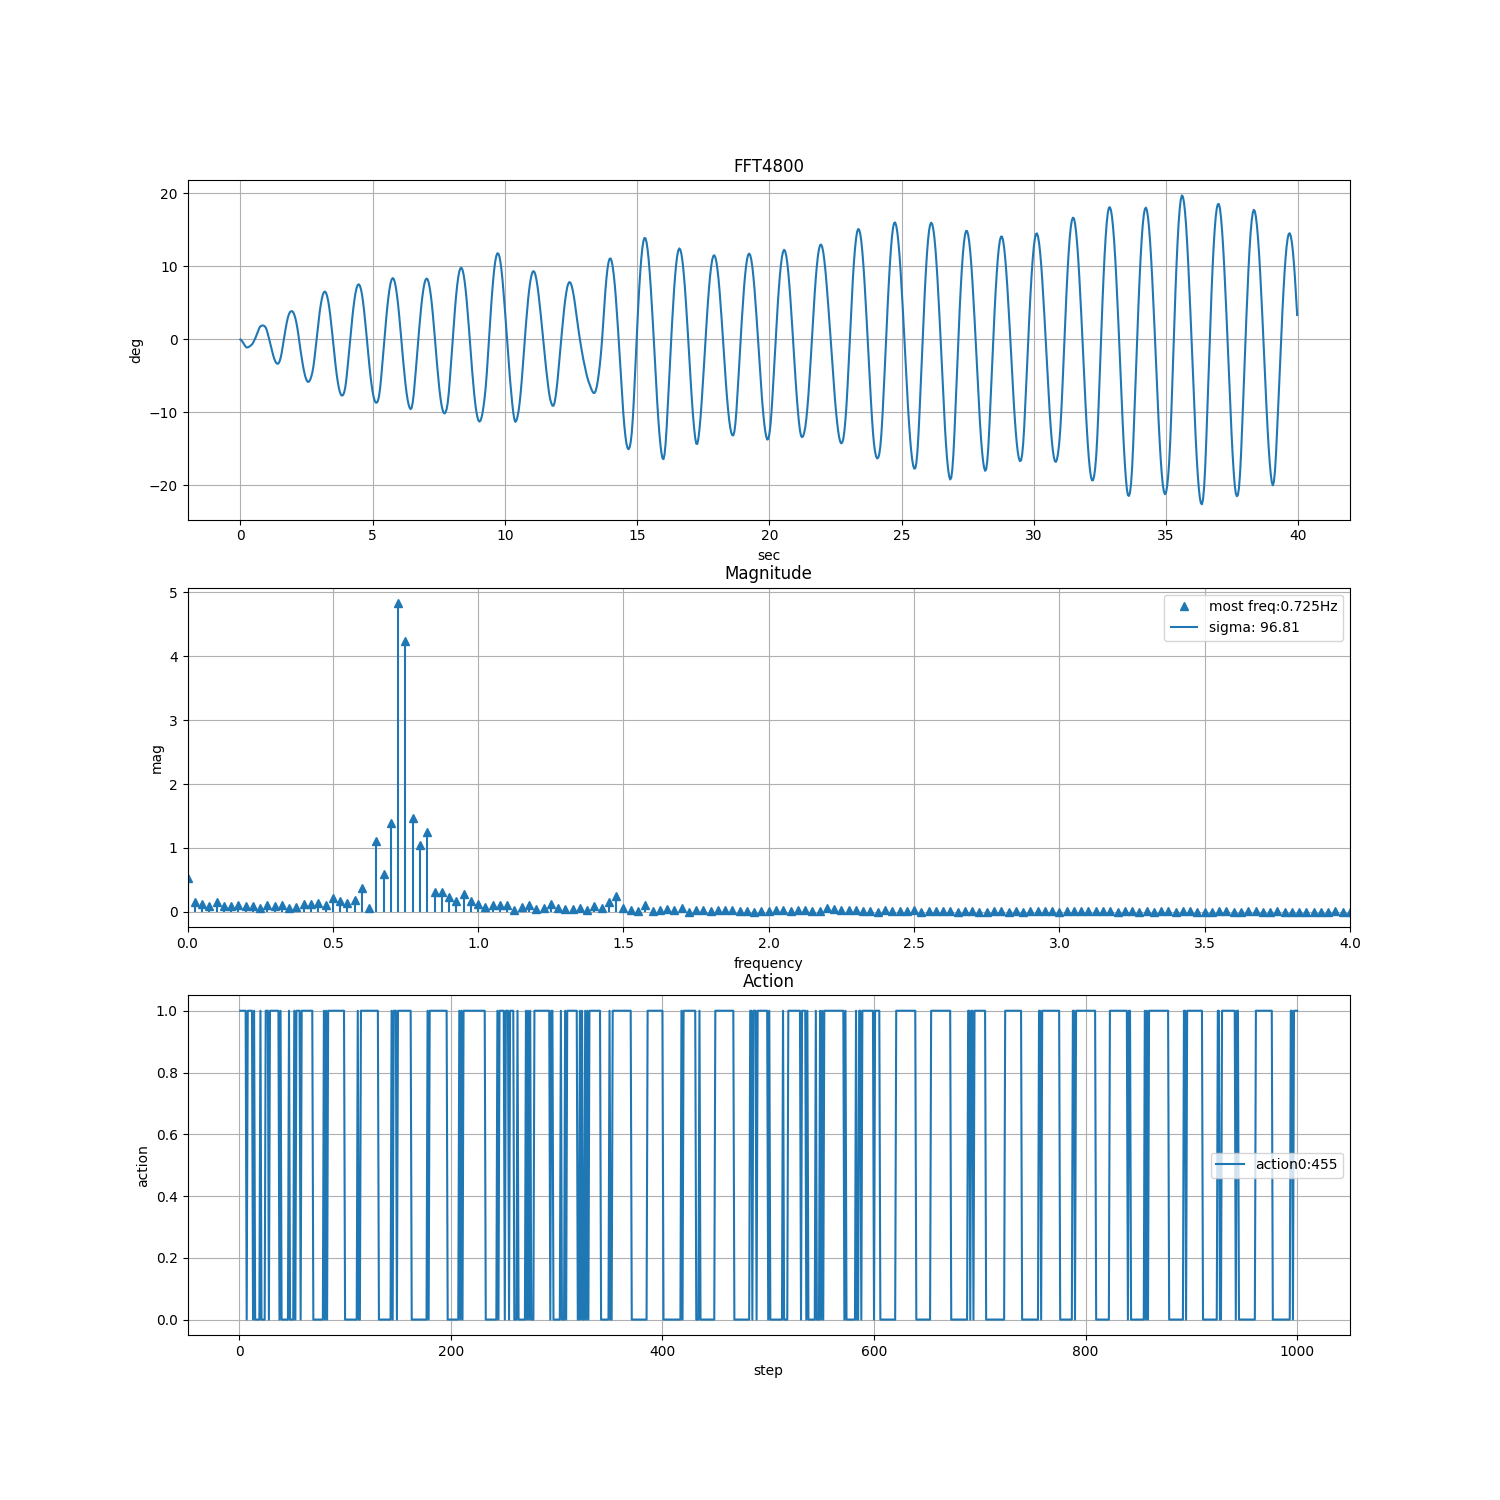 FFT4800
20
10
0
−10
−20
deg
0 5 10 15 20 25 30 35 40
sec
Magnitude
5
4
3
2
1
0
mag
most freq:0.725Hz
sigma: 96.81
0.0 0.5 1.0 1.5 2.0 2.5 3.0 3.5 4.0
frequency
Action
1.0
0.8
0.6
0.4
0.2
0.0
action
action0:455
0 200 400 600 800 1000
step